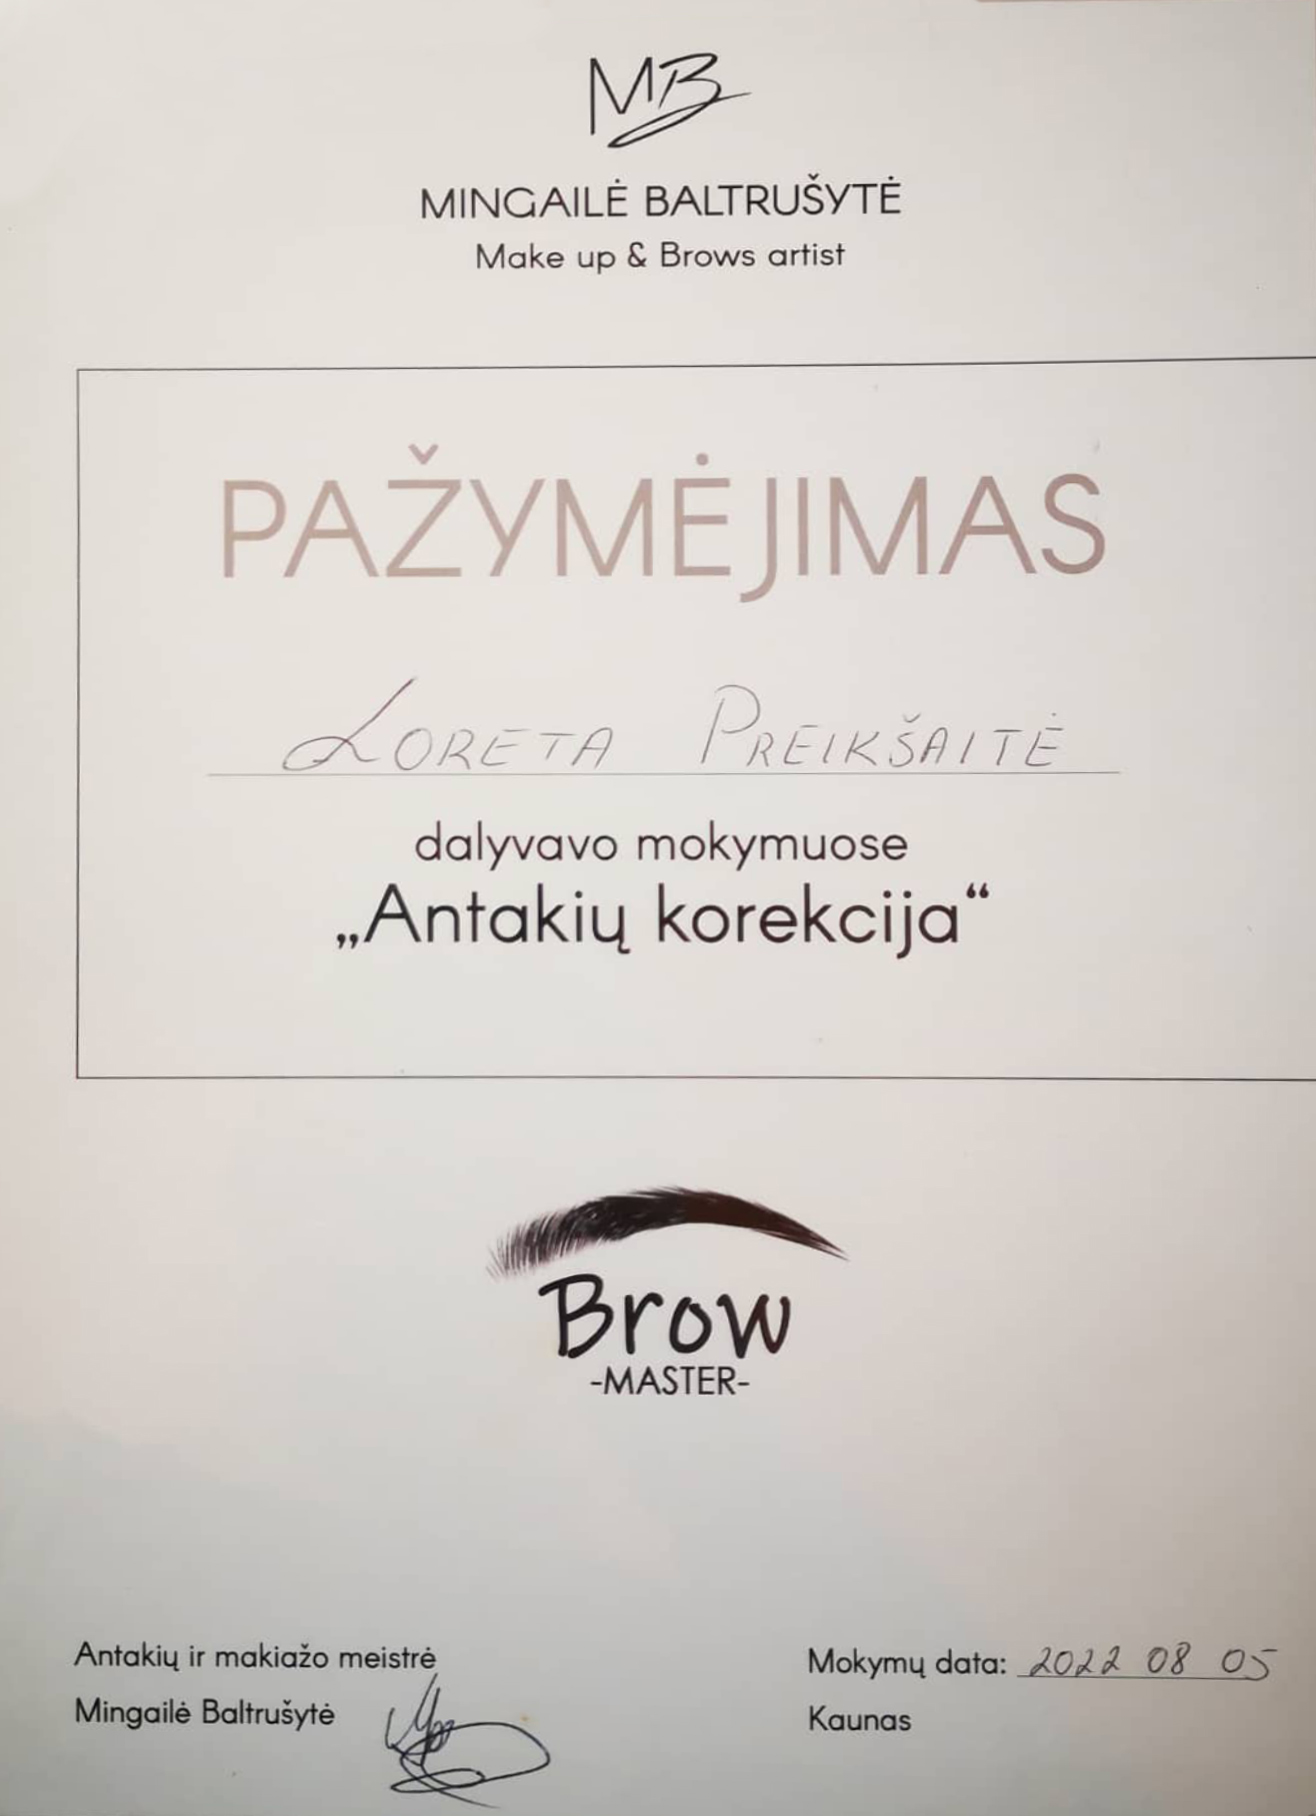 MB
MINGAILĖ BALTRUŠYTĖ
Make up & Brows artist
PAŽYMĖJIMAS
LORETA PREIKŠAITĖ
dalyvavo mokymuose
„Antakių korekcija“
Brow
-MASTER-
Antakių ir makiažo meistrė
Mingailė Baltrušytė
Mokymų data: 2022 08 05
Kaunas